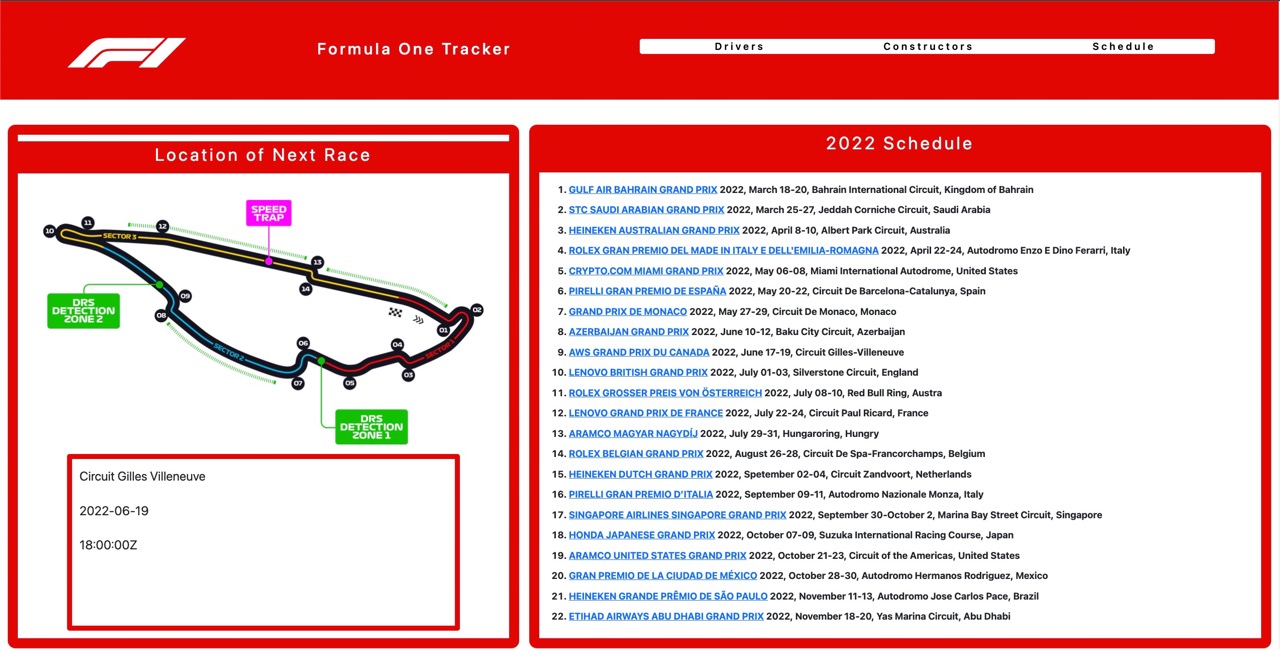 F1
Formula One Tracker
Drivers
Constructors
Schedule
Location of Next Race
SPEED
TRAP
10
11
12
SECTOR 3
13
14
DRS
DETECTION
ZONE 2
09
08
02
01
SECTOR 2
06
04
SECTOR 1
07
05
03
DRS
DETECTION
ZONE 1
Circuit Gilles Villeneuve
2022-06-19
18:00:00Z
2022 Schedule
1. GULF AIR BAHRAIN GRAND PRIX 2022, March 18-20, Bahrain International Circuit, Kingdom of Bahrain
2. STC SAUDI ARABIAN GRAND PRIX 2022, March 25-27, Jeddah Corniche Circuit, Saudi Arabia
3. HEINEKEN AUSTRALIAN GRAND PRIX 2022, April 8-10, Albert Park Circuit, Australia
4. ROLEX GRAN PREMIO DEL MADE IN ITALY E DELL'EMILIA-ROMAGNA 2022, April 22-24, Autodromo Enzo E Dino Ferarri, Italy
5. CRYPTO.COM MIAMI GRAND PRIX 2022, May 06-08, Miami International Autodrome, United States
6. PIRELLI GRAN PREMIO DE ESPAÑA 2022, May 20-22, Circuit De Barcelona-Catalunya, Spain
7. GRAND PRIX DE MONACO 2022, May 27-29, Circuit De Monaco, Monaco
8. AZERBAIJAN GRAND PRIX 2022, June 10-12, Baku City Circuit, Azerbaijan
9. AWS GRAND PRIX DU CANADA 2022, June 17-19, Circuit Gilles-Villeneuve
10. LENOVO BRITISH GRAND PRIX 2022, July 01-03, Silverstone Circuit, England
11. ROLEX GROSSER PREIS VON ÖSTERREICH 2022, July 08-10, Red Bull Ring, Austra
12. LENOVO GRAND PRIX DE FRANCE 2022, July 22-24, Circuit Paul Ricard, France
13. ARAMCO MAGYAR NAGYDÍJ 2022, July 29-31, Hungaroring, Hungry
14. ROLEX BELGIAN GRAND PRIX 2022, August 26-28, Circuit De Spa-Francorchamps, Belgium
15. HEINEKEN DUTCH GRAND PRIX 2022, Spetember 02-04, Circuit Zandvoort, Netherlands
16. PIRELLI GRAN PREMIO D'ITALIA 2022, September 09-11, Autodromo Nazionale Monza, Italy
17. SINGAPORE AIRLINES SINGAPORE GRAND PRIX 2022, September 30-October 2, Marina Bay Street Circuit, Singapore
18. HONDA JAPANESE GRAND PRIX 2022, October 07-09, Suzuka International Racing Course, Japan
19. ARAMCO UNITED STATES GRAND PRIX 2022, October 21-23, Circuit of the Americas, United States
20. GRAN PREMIO DE LA CIUDAD DE MÉXICO 2022, October 28-30, Autodromo Hermanos Rodriguez, Mexico
21. HEINEKEN GRANDE PRÊMIO DE SÃO PAULO 2022, November 11-13, Autodromo Jose Carlos Pace, Brazil
22. ETIHAD AIRWAYS ABU DHABI GRAND PRIX 2022, November 18-20, Yas Marina Circuit, Abu Dhabi